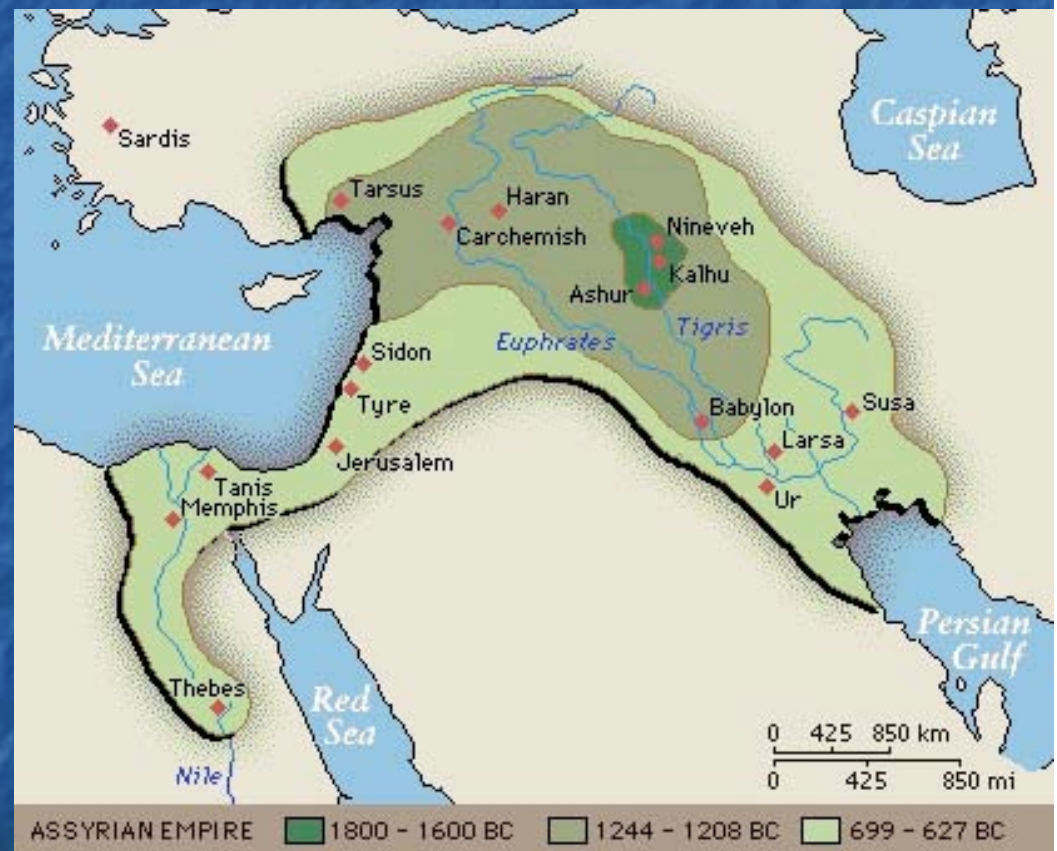 Caspian
Sea
Sardis
Tarsus
Haran
Carchemish
Nineveh
Kalhu
Ashur
Tigris
Euphrates
Mediterranean
Sea
Sidon
Tyre
Babylon
Susa
Larsa
Jerusalem
Tanis
Memphis
Ur
Persian
Gulf
Thebes
Red
Sea
Nile
0 425 850 km
0 425 850 mi
ASSYRIAN EMPIRE 1800 - 1600 BC 1244 - 1208 BC 699 - 627 BC